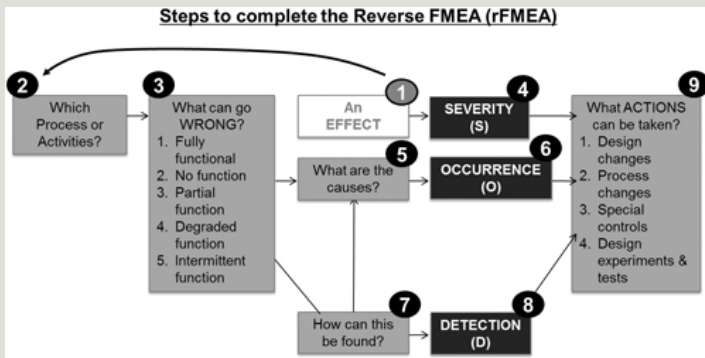 Steps to complete the Reverse FMEA (rFMEA)
2
Which
Process or
Activities?
3
What can go
WRONG?
1. Fully
functional
2. No function
3. Partial
function
4. Degraded
function
5. Intermittent
function
1
An
EFFECT
4
SEVERITY
(S)
5
What are the
causes?
6
OCCURRENCE
(O)
7
How can this
be found?
8
DETECTION
(D)
9
What ACTIONS
can be taken?
1. Design
changes
2. Process
changes
3. Special
controls
4. Design
experiments &
tests